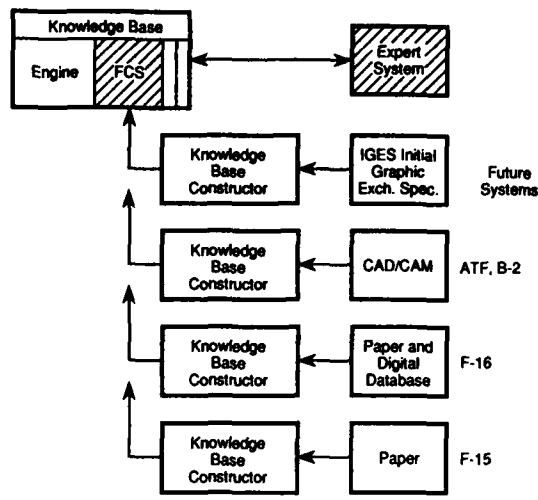 Knowledge Base
Engine
FCS
Expert
System
Knowledge
Base
Constructor
IGES Initial
Graphic
Exch. Spec.
Future
Systems
Knowledge
Base
Constructor
CAD/CAM
ATF, B-2
Knowledge
Base
Constructor
Paper and
Digital
Database
F-16
Knowledge
Base
Constructor
Paper
F-15